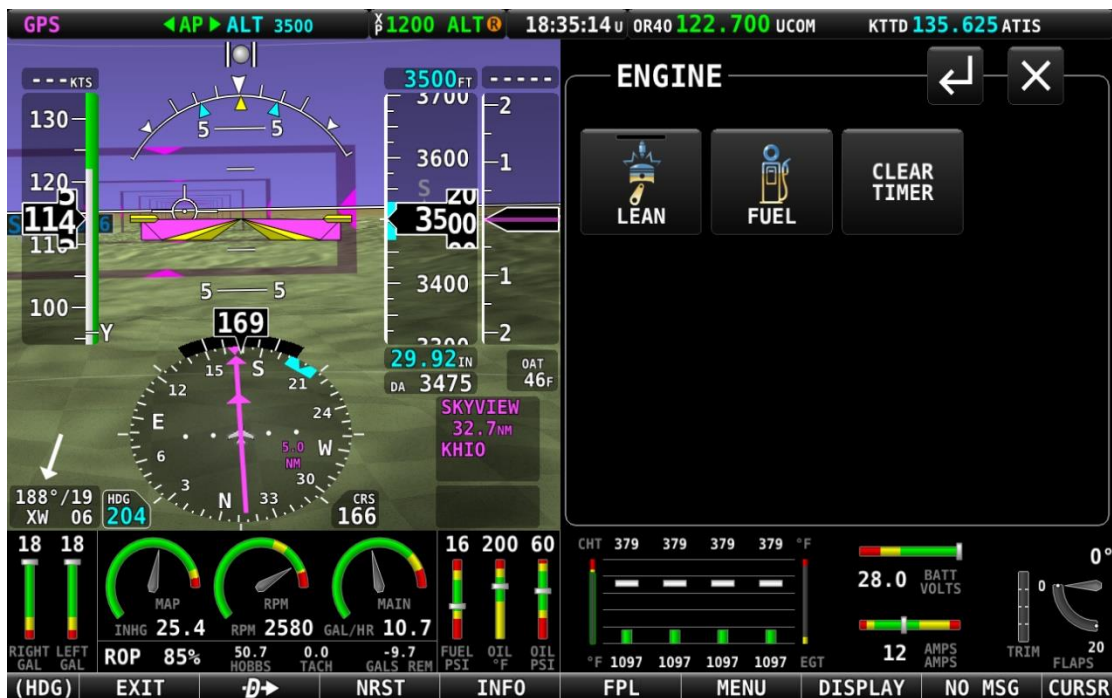 GPS ◀AP▶ ALT 3500 XP1200 ALT R 18:35:14U OR40 122.700 UCOM KTTD 135.625 ATIS
---KTS
3500FT -----
130
120
114
110
100
Y
5 5
5 5
3700
3600
S
3500
20
00
3400
3300
2
1
1
2
169
12 15 S 21 24 W 30 33 N 3 6 E
5.0
NM
29.92IN
DA 3475
OAT
46F
SKYVIEW
32.7NM
KHIO
188°/19
XW 06
HDG
204
CRS
166
ENGINE
LEAN
FUEL
CLEAR
TIMER
18 18
RIGHT GAL
LEFT GAL
MAP
INHG 25.4
RPM
RPM 2580
MAIN
GAL/HR 10.7
ROP 85%
50.7
HOBBS
0.0
TACH
-9.7
GALS REM
16 200 60
FUEL PSI
OIL °F
OIL PSI
CHT 379 379 379 379 °F
°F 1097 1097 1097 1097 EGT
28.0 BATT VOLTS
12 AMPS AMPS
TRIM
0°
0
20
FLAPS
(HDG) EXIT D NRST INFO FPL MENU DISPLAY NO MSG CURSR